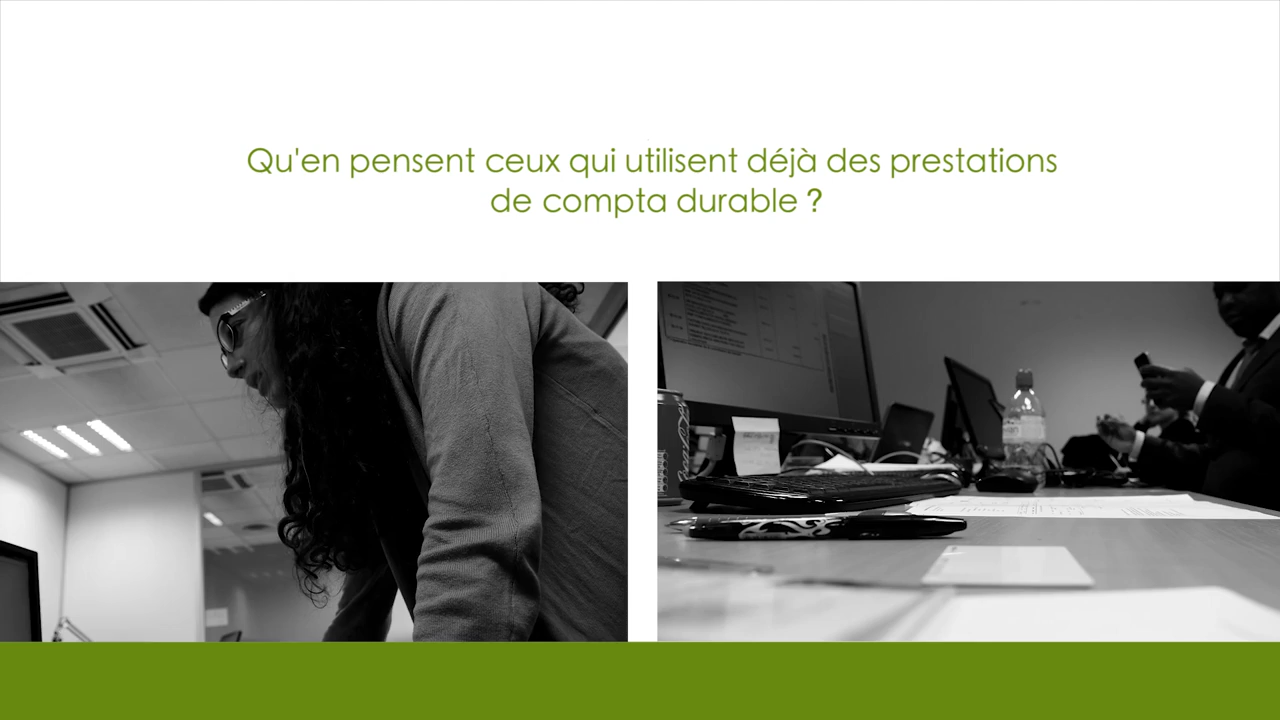 Qu'en pensent ceux qui utilisent déjà des prestations
de compta durable ?